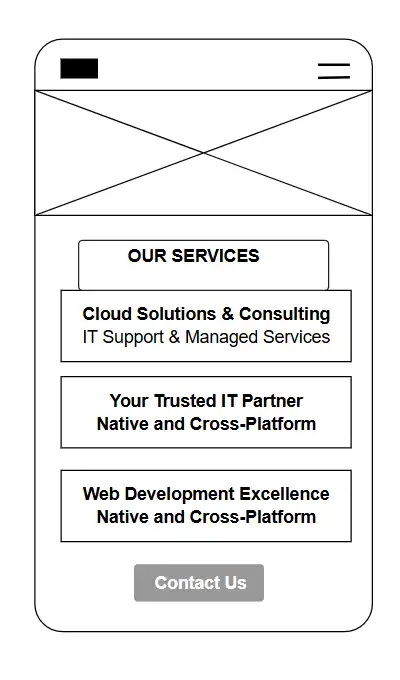 OUR SERVICES
Cloud Solutions & Consulting
IT Support & Managed Services
Your Trusted IT Partner
Native and Cross-Platform
Web Development Excellence
Native and Cross-Platform
Contact Us